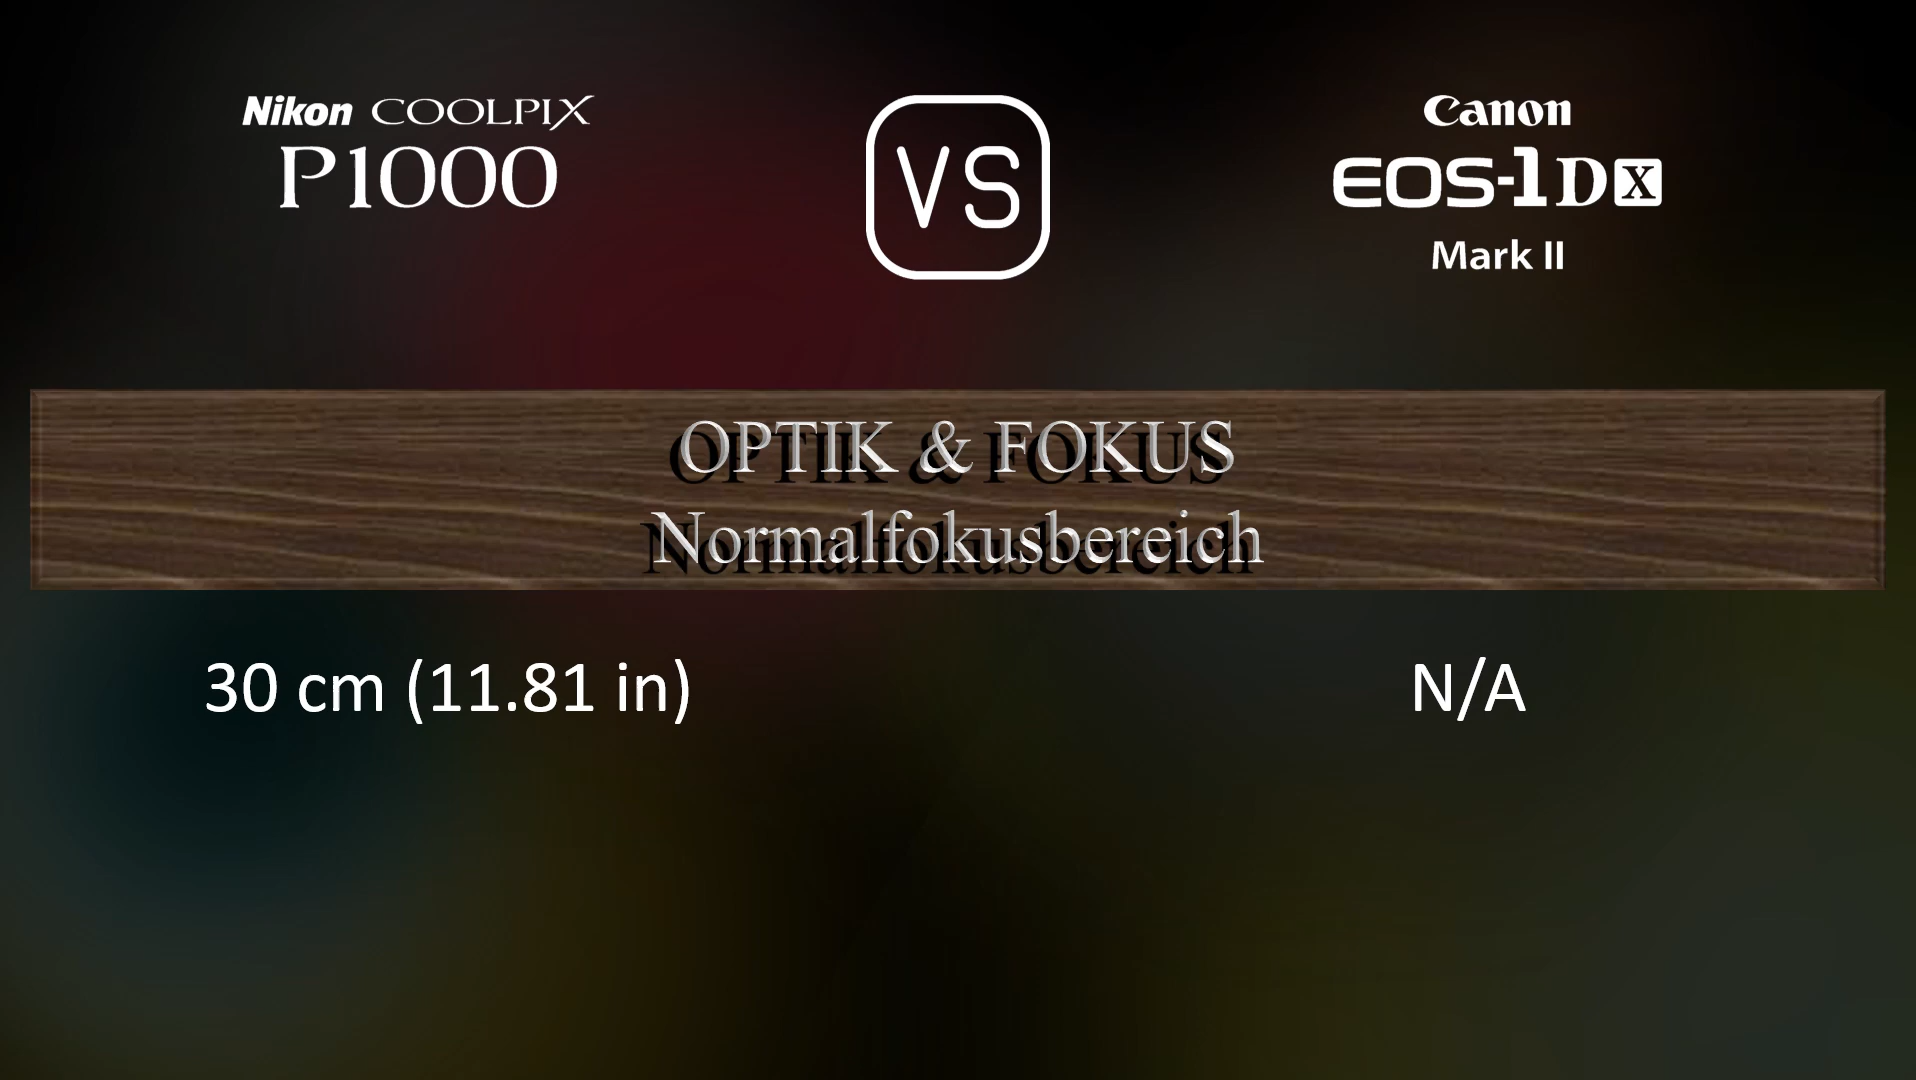 Nikon COOLPIX
P1000
VS
Canon
EOS-1DX
Mark II
OPTIK & FOKUS
Normalfokusbereich
30 cm (11.81 in)
N/A